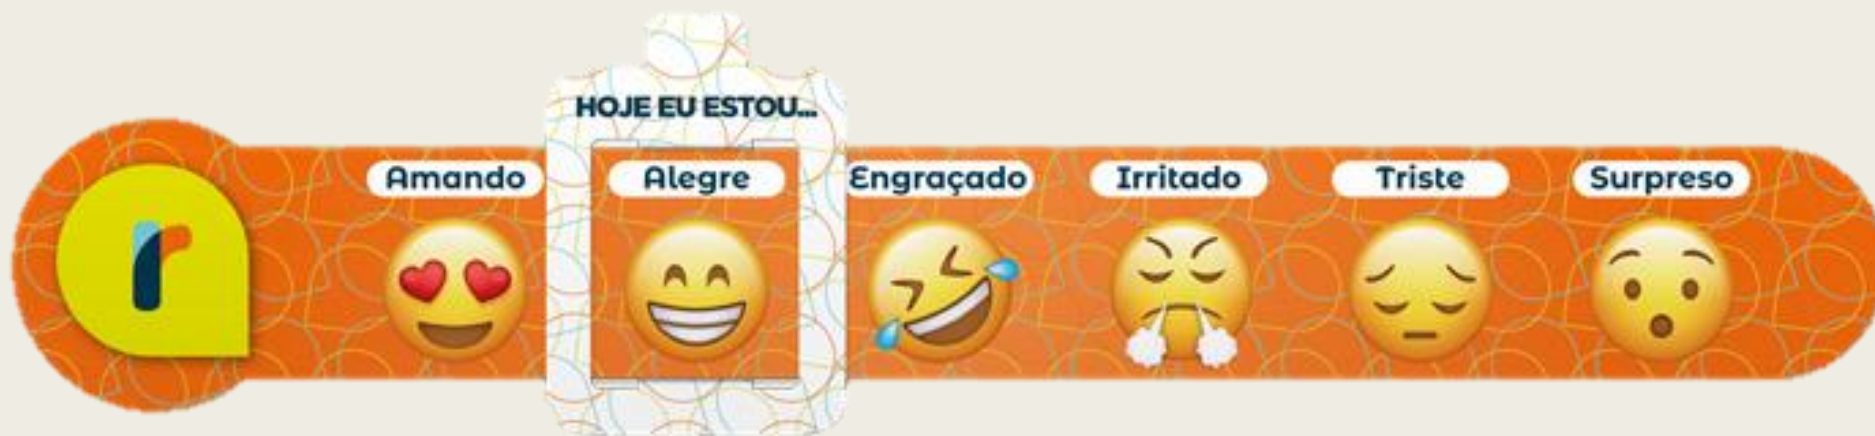 HOJE EU ESTOU...
Amando
Alegre
Engraçado
Irritado
Triste
Surpreso
r